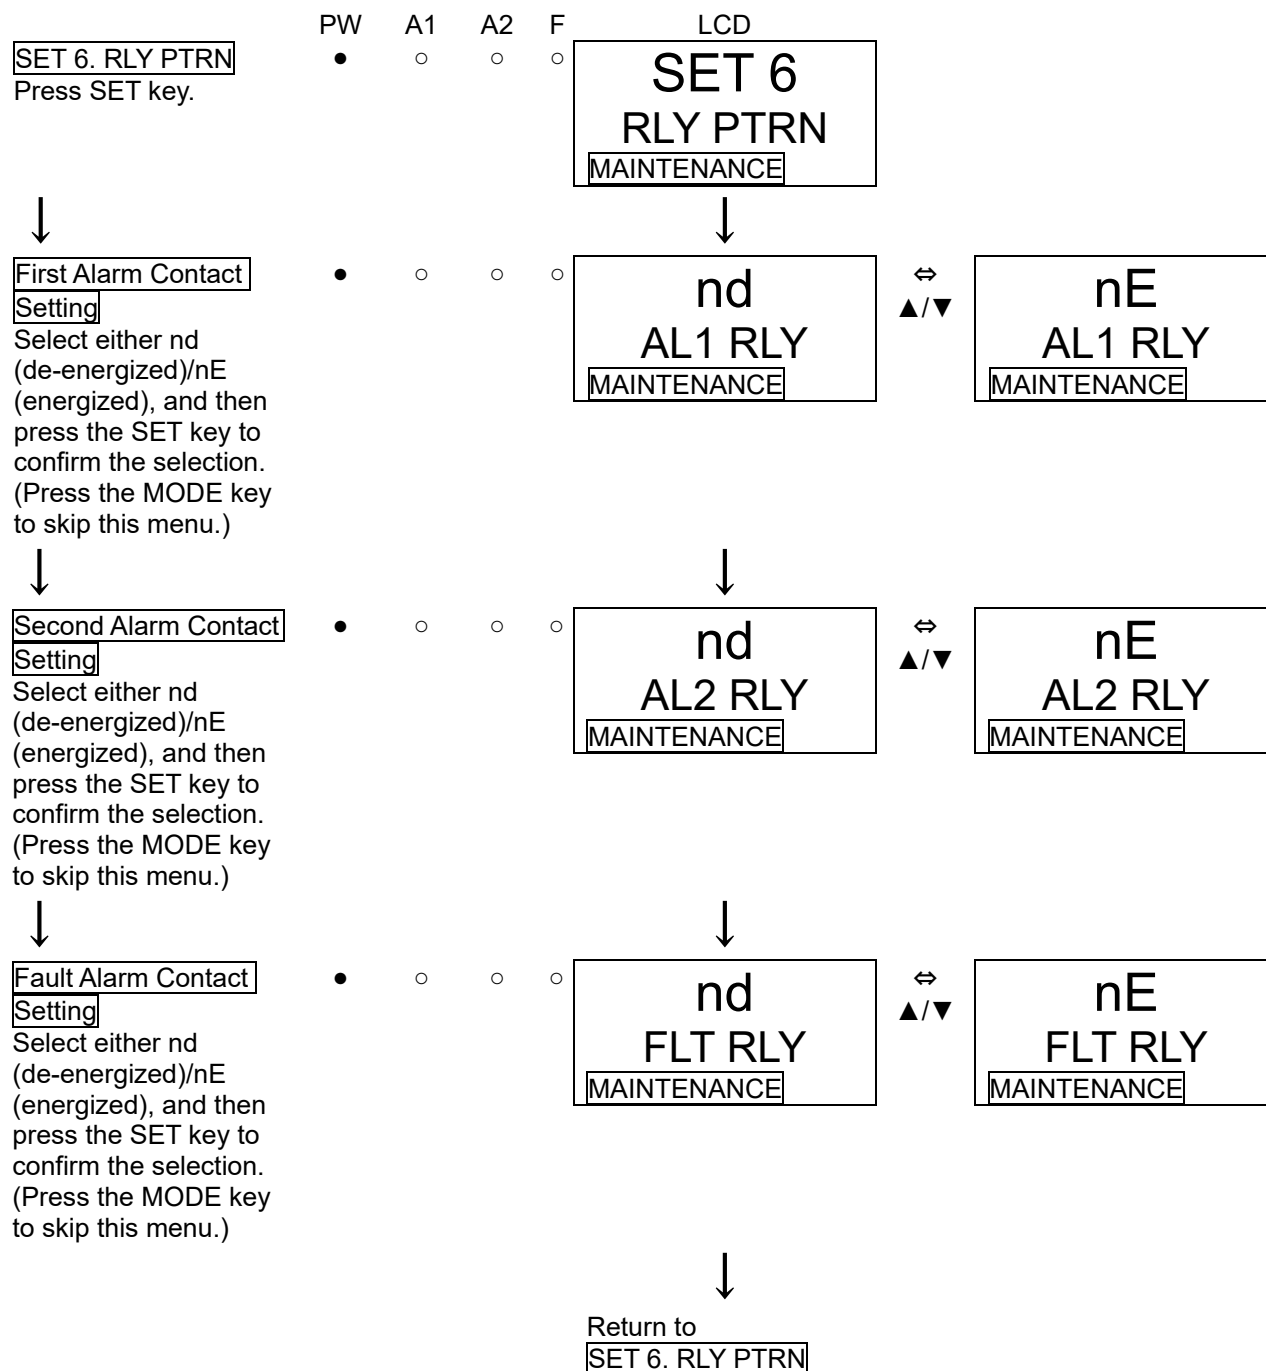 PW A1 A2 F LCD
SET 6. RLY PTRN ● ○ ○ ○
Press SET key.
SET 6
RLY PTRN
MAINTENANCE
↓ ↓
First Alarm Contact ● ○ ○ ○
Setting
Select either nd
(de-energized)/nE
(energized), and then
press the SET key to
confirm the selection.
(Press the MODE key
to skip this menu.)
nd
AL1 RLY
MAINTENANCE
⇔
▲/▼
nE
AL1 RLY
MAINTENANCE
↓ ↓
Second Alarm Contact ● ○ ○ ○
Setting
Select either nd
(de-energized)/nE
(energized), and then
press the SET key to
confirm the selection.
(Press the MODE key
to skip this menu.)
nd
AL2 RLY
MAINTENANCE
⇔
▲/▼
nE
AL2 RLY
MAINTENANCE
↓ ↓
Fault Alarm Contact ● ○ ○ ○
Setting
Select either nd
(de-energized)/nE
(energized), and then
press the SET key to
confirm the selection.
(Press the MODE key
to skip this menu.)
nd
FLT RLY
MAINTENANCE
⇔
▲/▼
nE
FLT RLY
MAINTENANCE
↓
Return to
SET 6. RLY PTRN